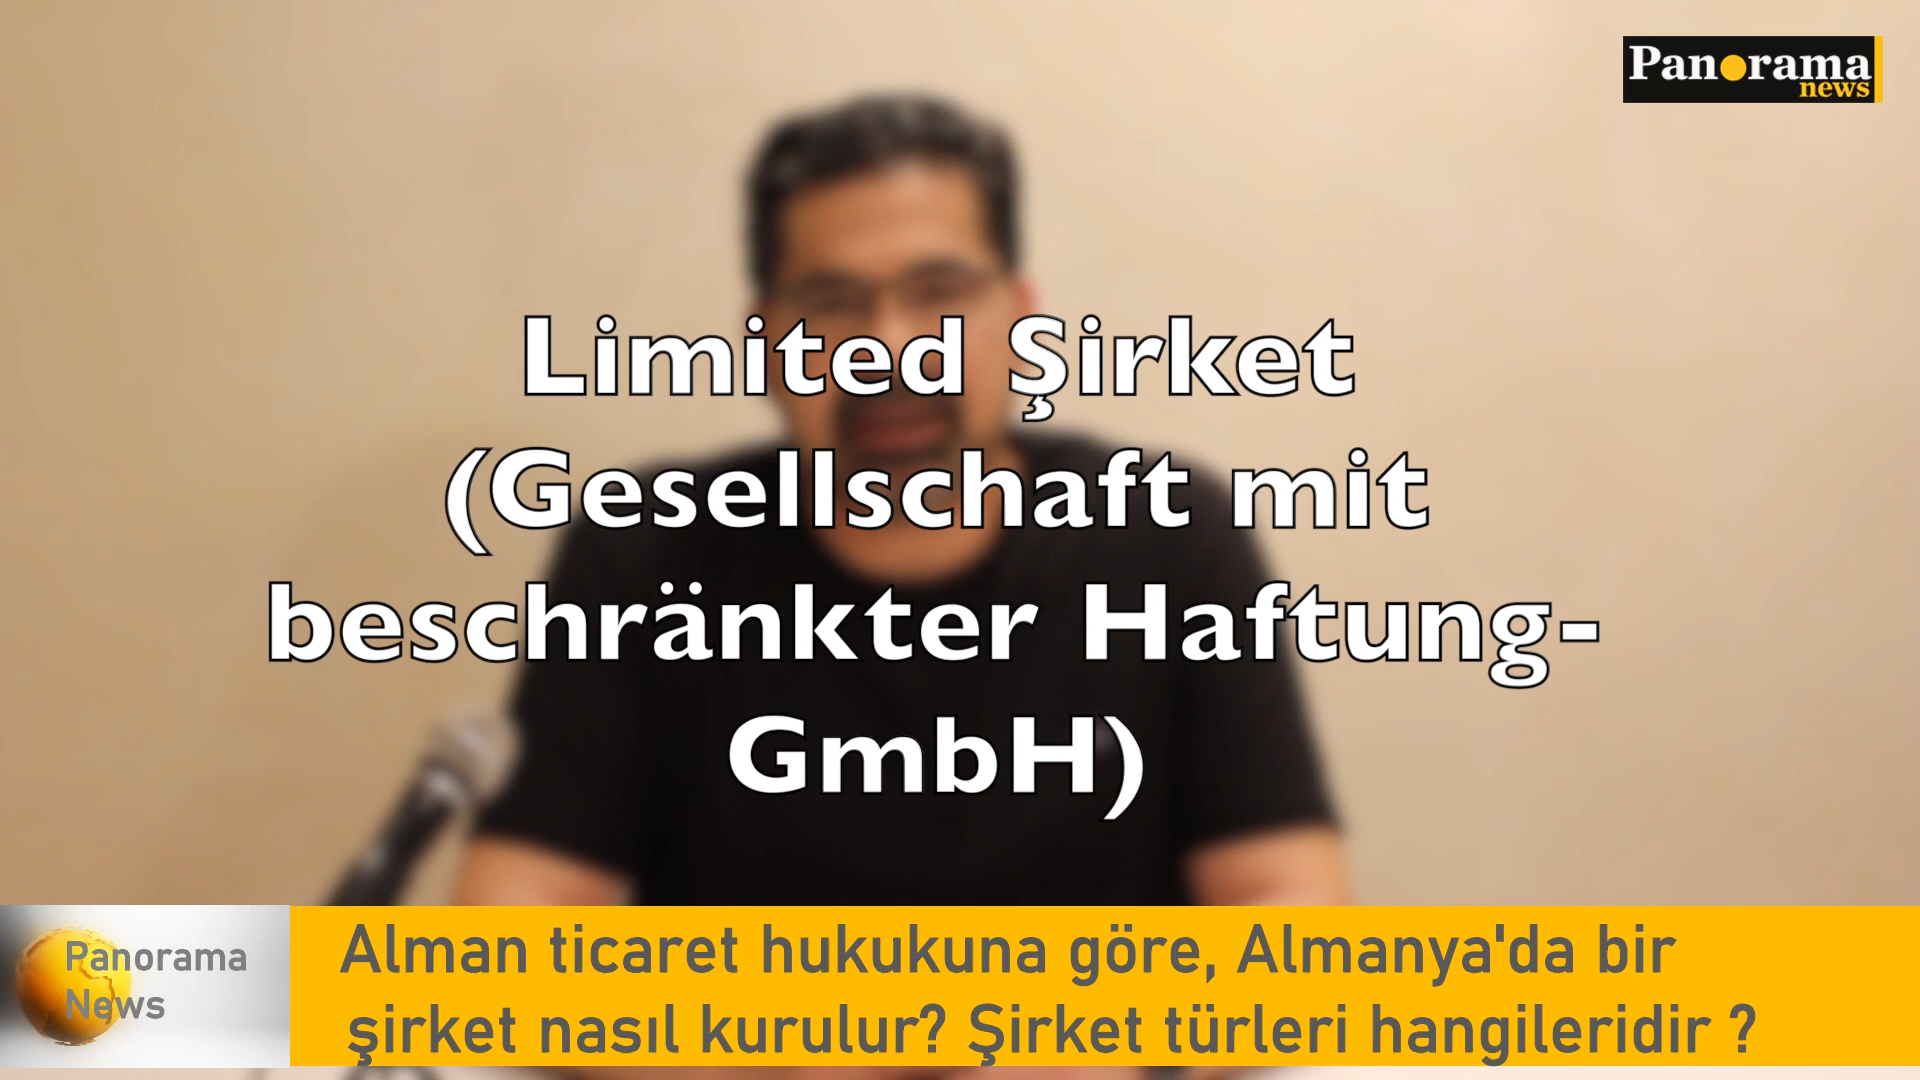 Panorama
news
Limited Şirket
(Gesellschaft mit
beschränkter Haftung-
GmbH)
Panorama
News
Alman ticaret hukukuna göre, Almanya'da bir
şirket nasıl kurulur? Şirket türleri hangileridir ?